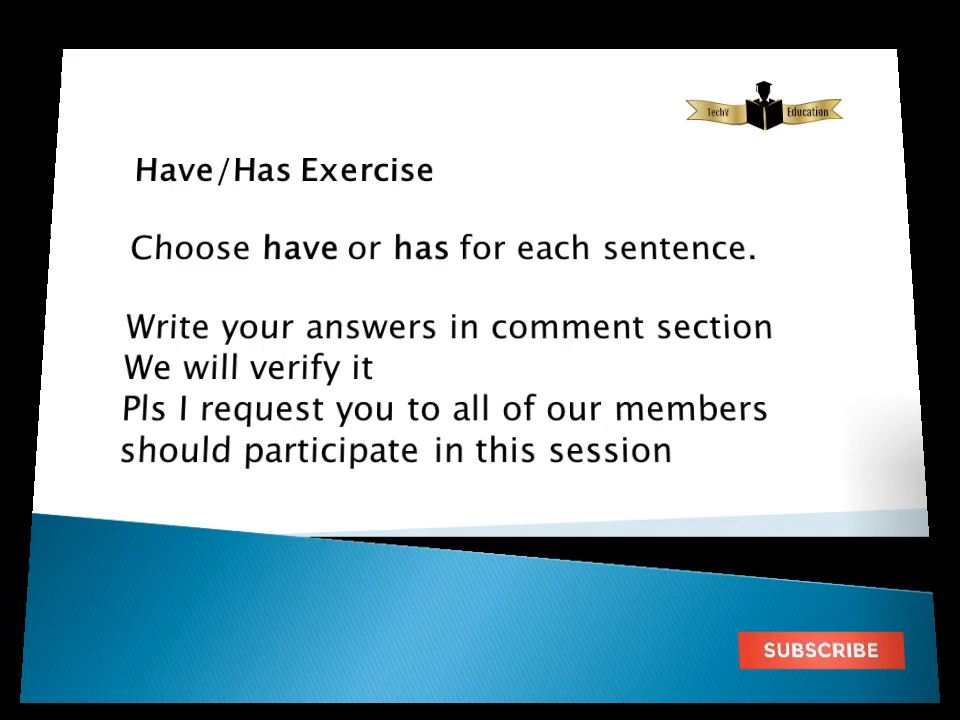 TechV Education
Have/Has Exercise
Choose have or has for each sentence.
Write your answers in comment section
We will verify it
Pls I request you to all of our members
should participate in this session
SUBSCRIBE